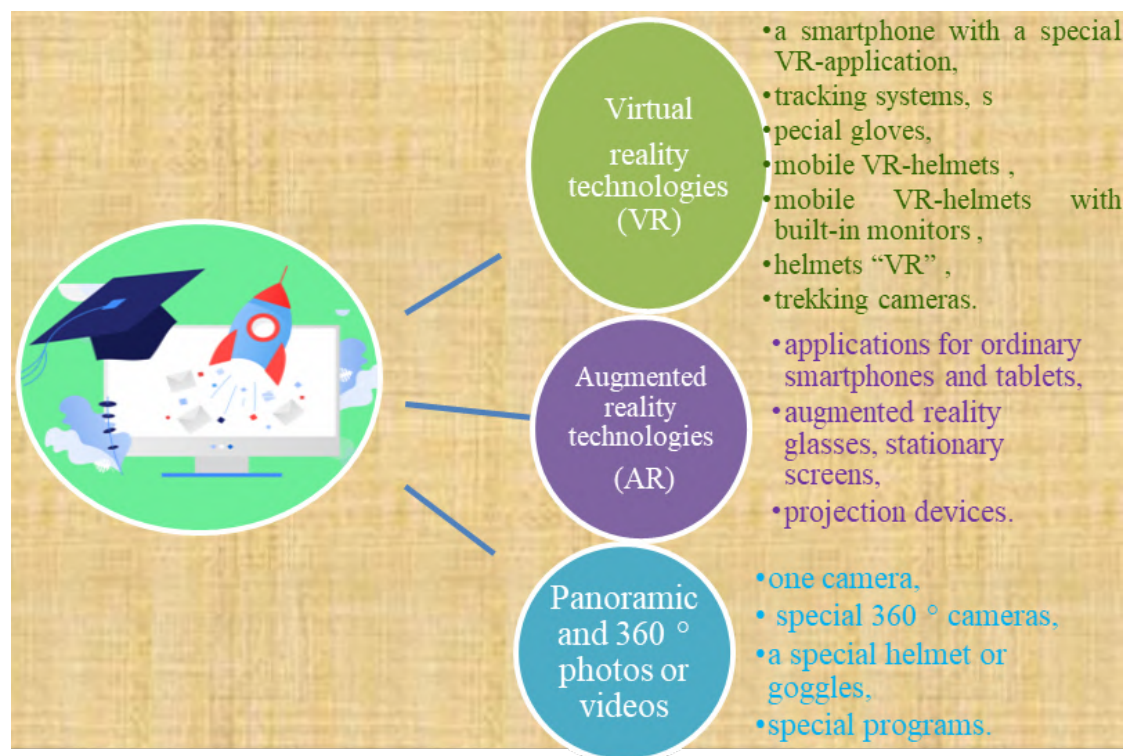 Virtual
reality
technologies
(VR)
•a smartphone with a special
VR-application,
•tracking systems, s
•pecial gloves,
•mobile VR-helmets ,
•mobile VR-helmets with
built-in monitors ,
•helmets “VR” ,
•trekking cameras.
Augmented
reality
technologies
(AR)
•applications for ordinary
smartphones and tablets,
•augmented reality
glasses, stationary
screens,
•projection devices.
Panoramic
and 360 °
photos or
videos
•one camera,
• special 360 ° cameras,
•a special helmet or
goggles,
•special programs.